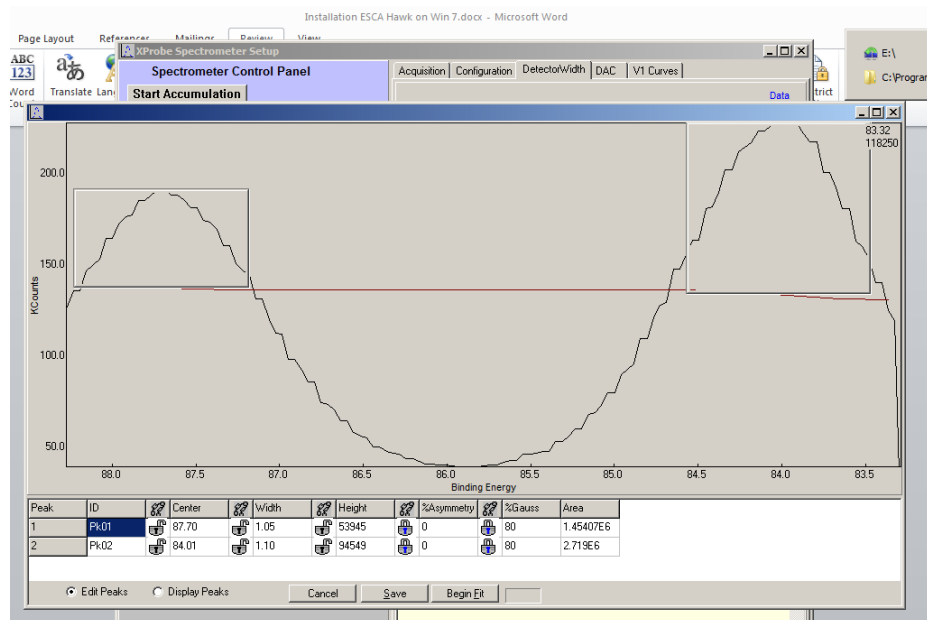 Installation ESCA Hawk on Win 7.docx - Microsoft Word
Page Layout References Mailings Review View
ABC
123
Word Translate
XProbe Spectrometer Setup
Spectrometer Control Panel
Start Accumulation
Acquisition Configuration Detector/Width DAC V1 Curves
Data
E:\
C:\Program
83.32
118250
200.0
150.0
100.0
50.0
KCounts
88.0 87.5 87.0 86.5 86.0 85.5 85.0 84.5 84.0 83.5
Binding Energy
Peak ID Center Width Height %Asymmetry %Gauss Area
1 Pk01 87.70 1.05 53945 0 80 1.45407E6
2 Pk02 84.01 1.10 94549 0 80 2.719E6
Edit Peaks Display Peaks Cancel Save Begin Fit